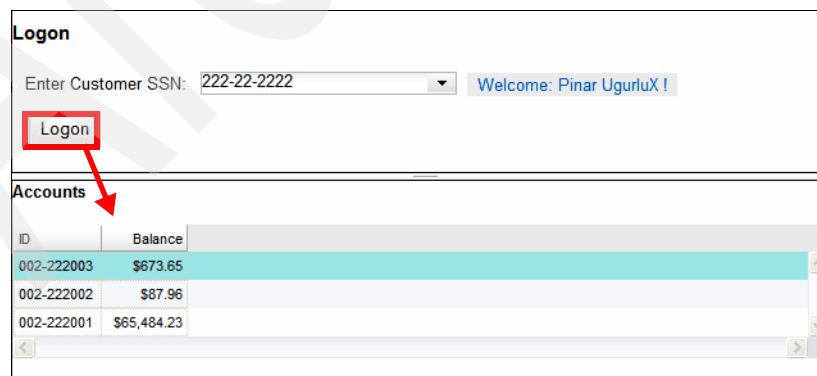 Logon
Enter Customer SSN: 222-22-2222 Welcome: Pinar UgurluX !
Logon
Accounts
ID Balance
002-222003 $673.65
002-222002 $87.96
002-222001 $65,484.23